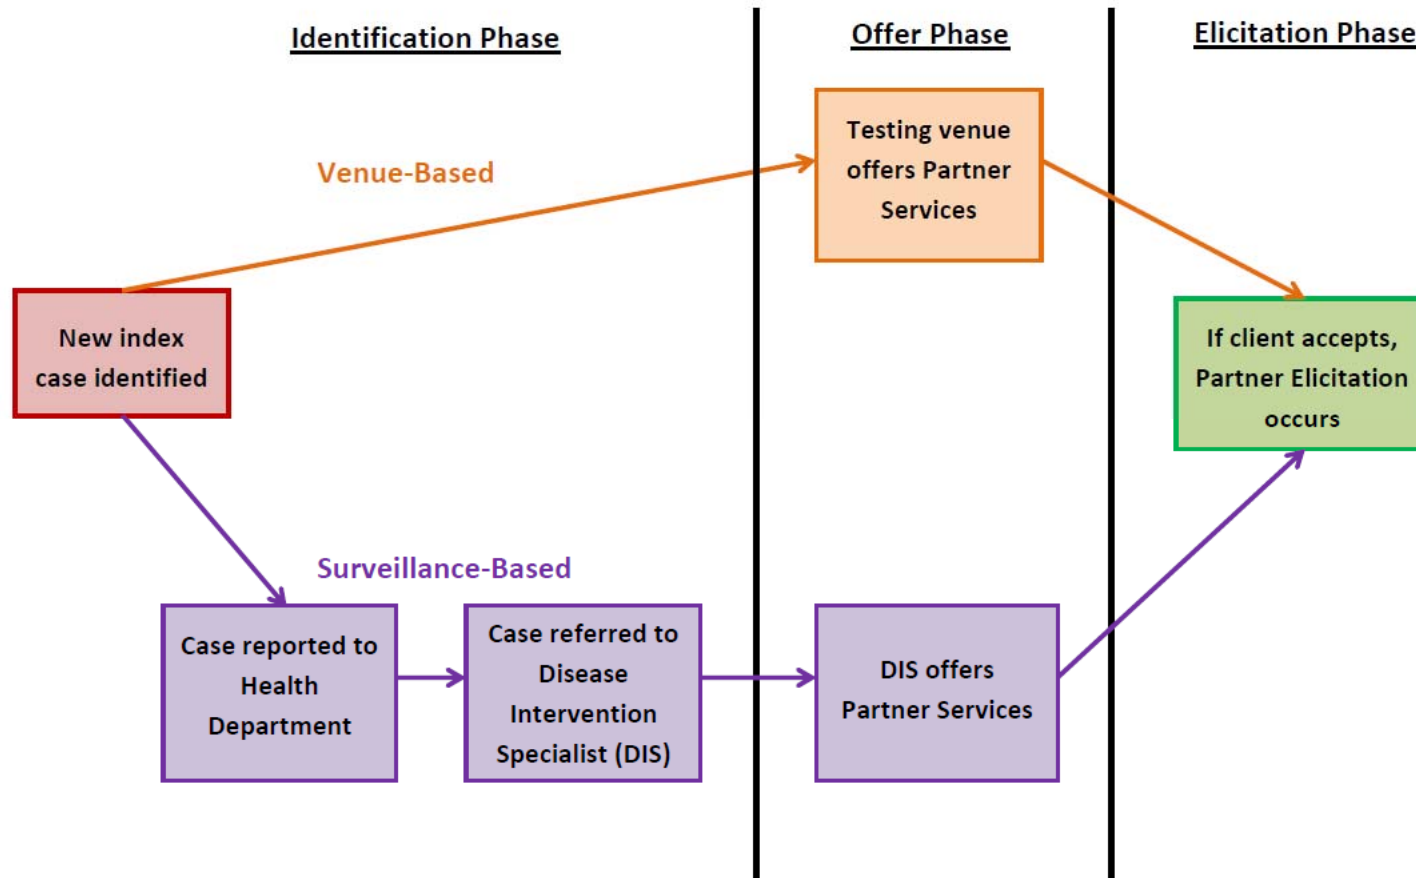 Identification Phase
Offer Phase
Elicitation Phase
Testing venue
offers Partner
Services
Venue-Based
New index
case identified
If client accepts,
Partner Elicitation
occurs
Surveillance-Based
Case reported to
Health
Department
Case referred to
Disease
Intervention
Specialist (DIS)
DIS offers
Partner Services